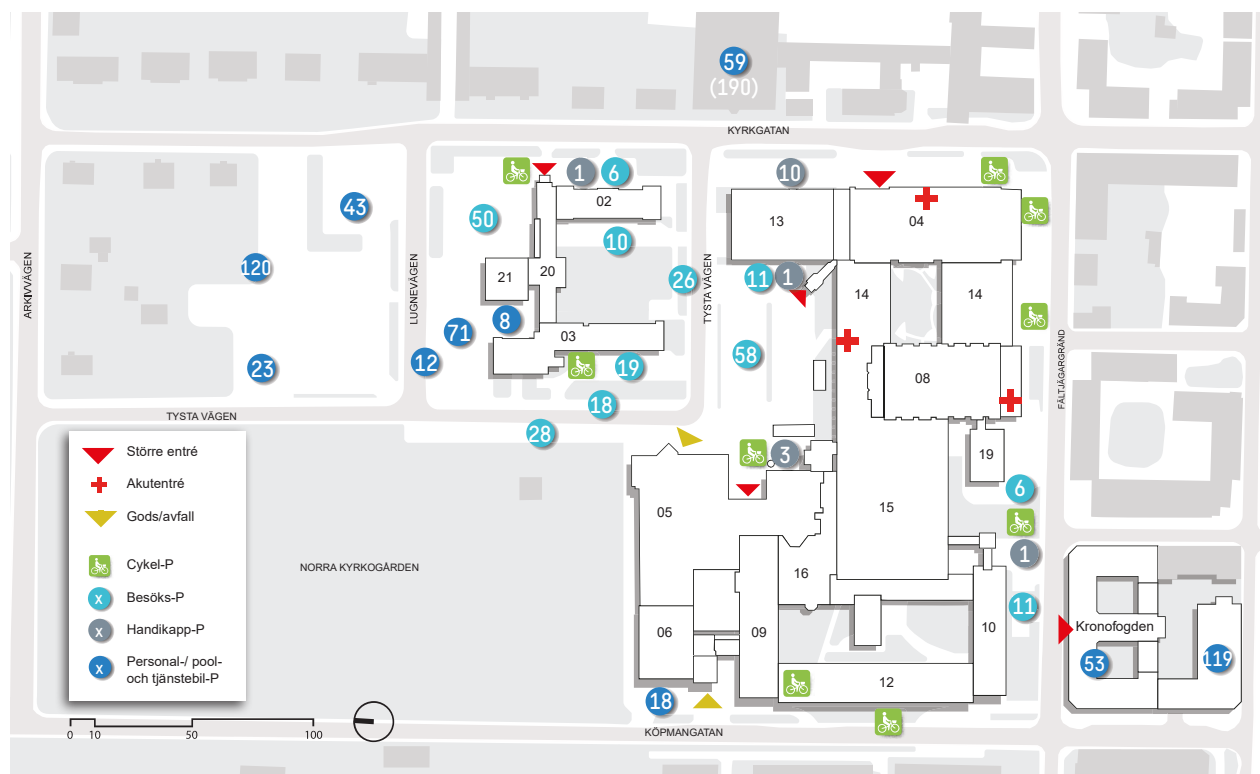 59
(190)
KYRKGATAN
1
6
10
02
50
13
04
43
10
ARKIVVÄGEN
120
LUGNEVÄGEN
21
20
26
TYSTA VÄGEN
11
1
14
14
8
71
03
12
23
19
58
08
FÄLTJÄGARGRÄND
18
TYSTA VÄGEN
28
3
19
6
05
15
1
NORRA KYRKOGÅRDEN
16
11
06
09
10
Kronofogden
53
119
12
18
KÖPMANGATAN
Större entré
Akutentré
Gods/avfall
Cykel-P
x Besöks-P
x Handikapp-P
x Personal-/ pool-
och tjänstebil-P
0 10 50 100